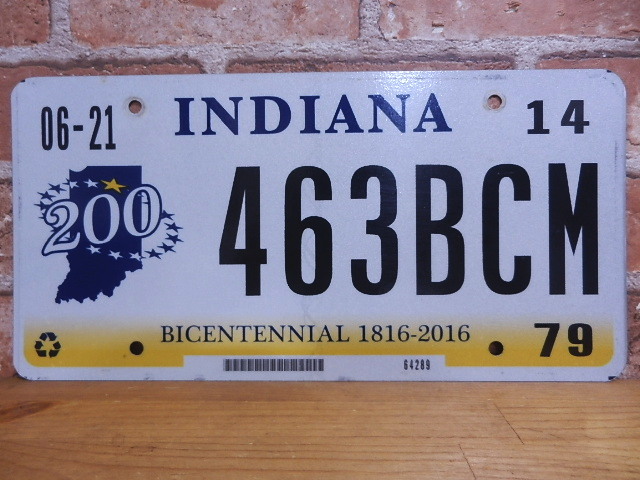 06-21 INDIANA 14
200 463BCM
BICENTENNIAL 1816-2016 79
64289